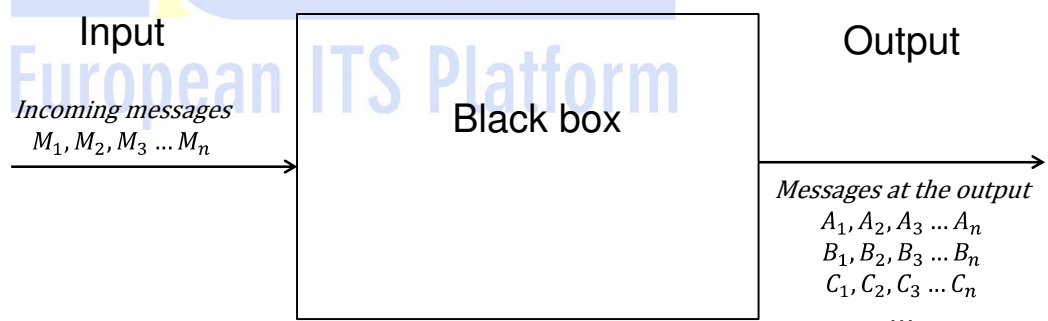 Input
Output
European ITS Platform
Incoming messages
M₁, M₂, M₃ … Mₙ
Black box
Messages at the output
A₁, A₂, A₃ … Aₙ
B₁, B₂, B₃ … Bₙ
C₁, C₂, C₃ … Cₙ
...